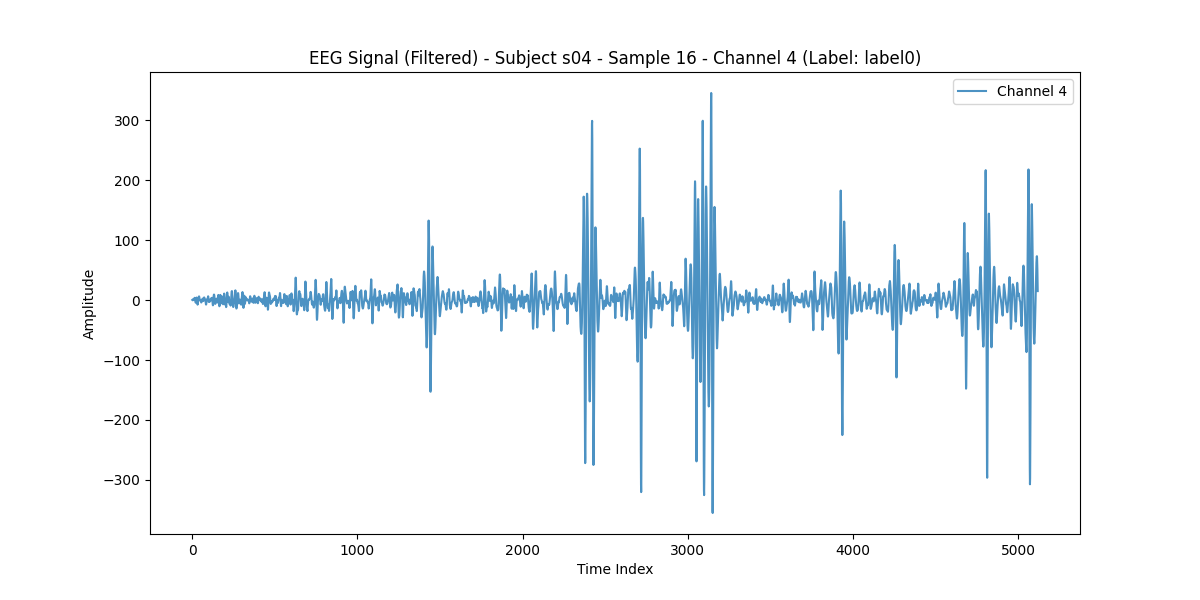 EEG Signal (Filtered) - Subject s04 - Sample 16 - Channel 4 (Label: label0)
Channel 4
300
200
100
0
−100
−200
−300
Amplitude
0 1000 2000 3000 4000 5000
Time Index